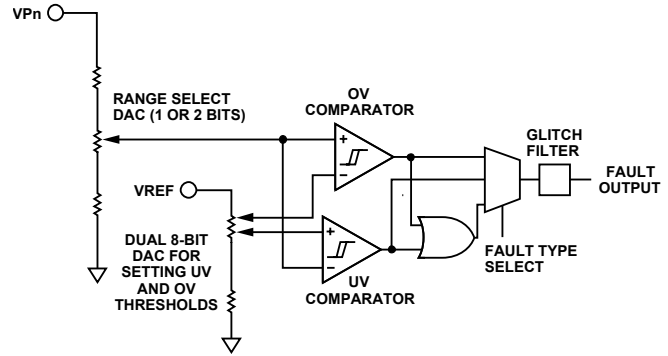 VPn
RANGE SELECT
DAC (1 OR 2 BITS)
OV
COMPARATOR
+
–
GLITCH
FILTER
FAULT
OUTPUT
VREF
DUAL 8-BIT
DAC FOR
SETTING UV
AND OV
THRESHOLDS
+
–
UV
COMPARATOR
FAULT TYPE
SELECT